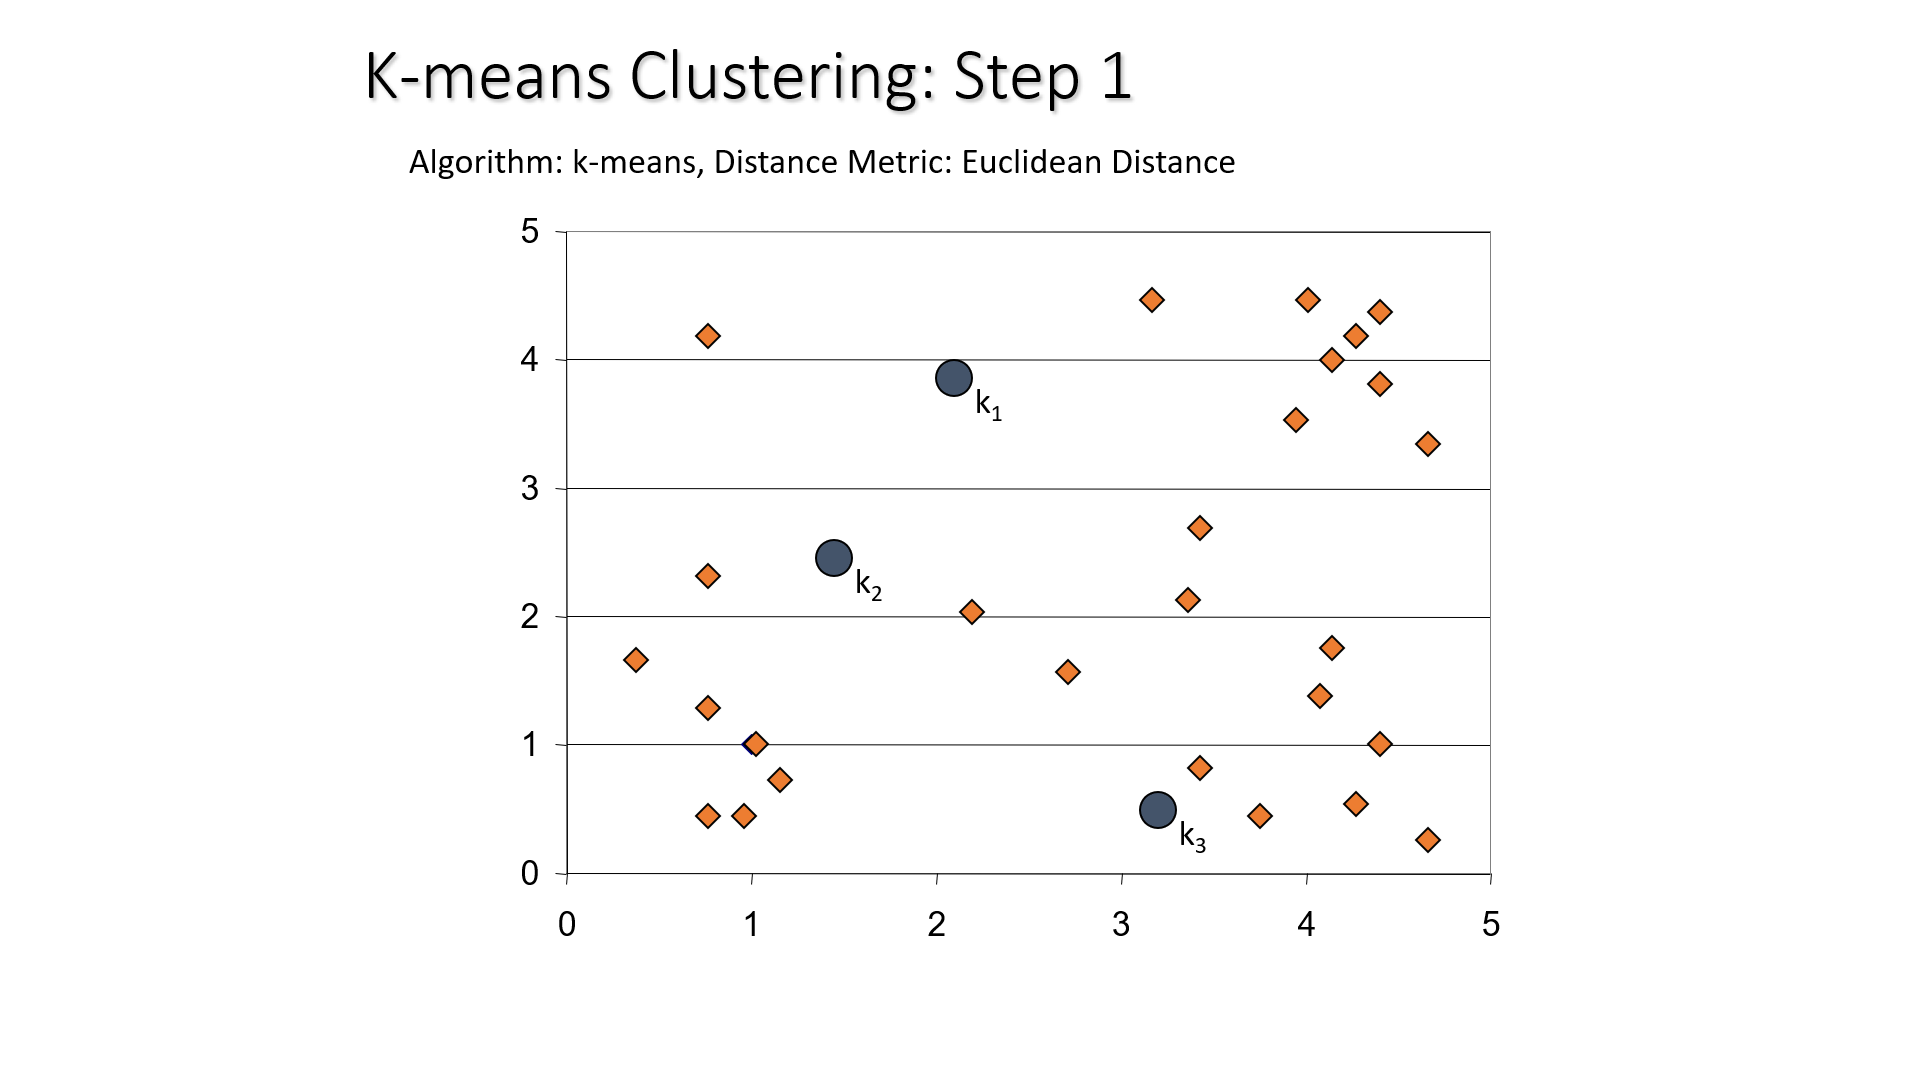 K-means Clustering: Step 1
Algorithm: k-means, Distance Metric: Euclidean Distance
5
4
k₁
3
k₂
2
1
k₃
0
0 1 2 3 4 5